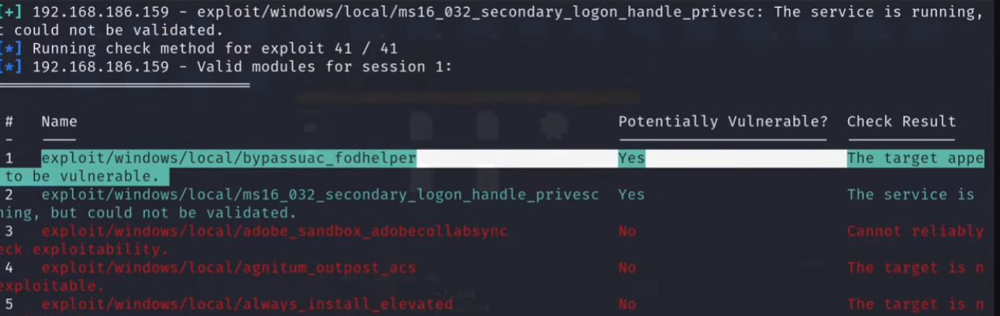 [+] 192.168.186.159 - exploit/windows/local/ms16_032_secondary_logon_handle_privesc: The service is running,
t could not be validated.
[*] Running check method for exploit 41 / 41
[*] 192.168.186.159 - Valid modules for session 1:
# Name Potentially Vulnerable? Check Result
1 exploit/windows/local/bypassuac_fodhelper Yes The target appe
to be vulnerable.
2 exploit/windows/local/ms16_032_secondary_logon_handle_privesc Yes The service is
ning, but could not be validated.
3 exploit/windows/local/adobe_sandbox_adobecollabsync No Cannot reliably
eck exploitability.
4 exploit/windows/local/agnitum_outpost_acs No The target is n
exploitable.
5 exploit/windows/local/always_install_elevated No The target is n